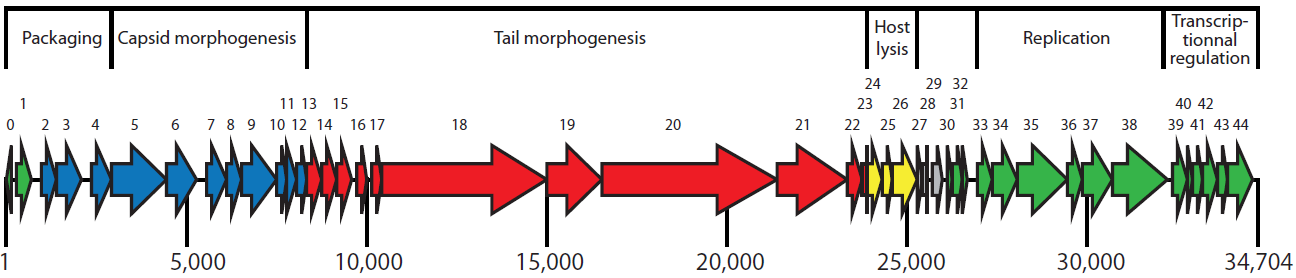 Packaging
Capsid morphogenesis
Tail morphogenesis
Host
lysis
Replication
Transcrip-
tionnal
regulation
24 29 32
1 11 13 15 23 26 28 31 40 42
0 2 3 4 5 6 7 8 9 10 12 14 16 17 18 19 20 21 22 25 27 30 33 34 35 36 37 38 39 41 43 44
1 5,000 10,000 15,000 20,000 25,000 30,000 34,704